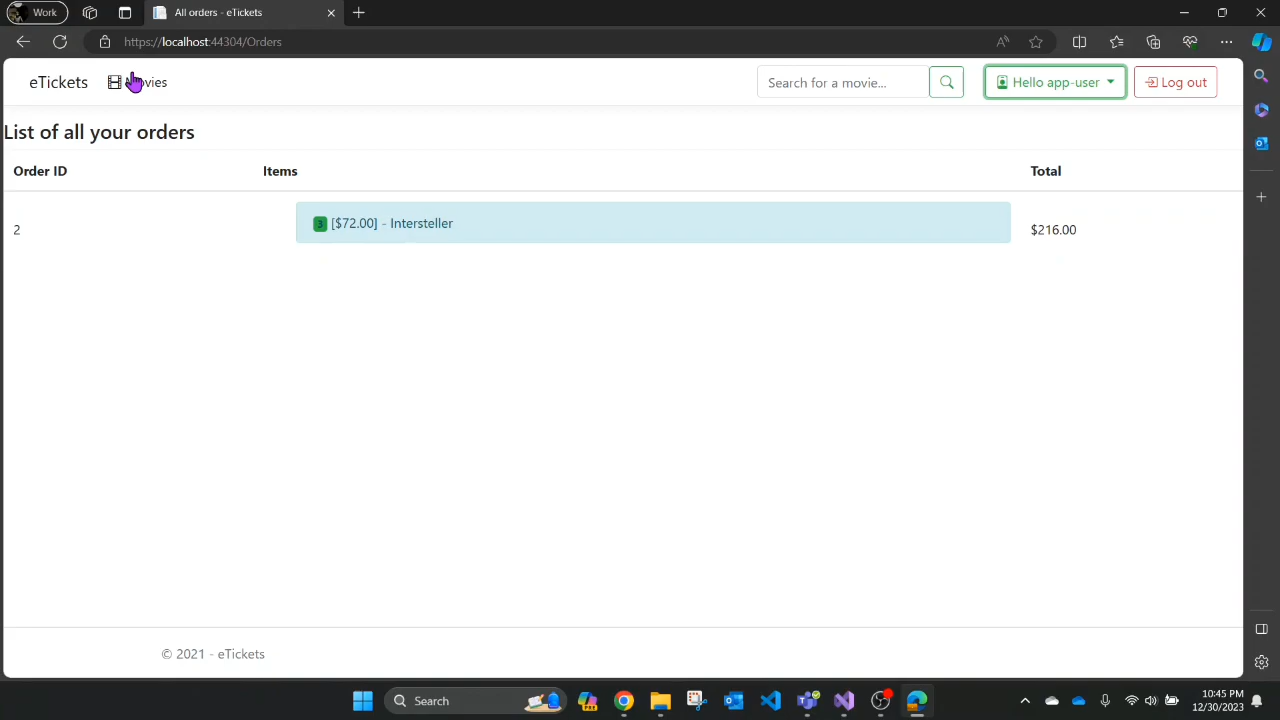 Work
All orders - eTickets
https://localhost:44304/Orders
eTickets
Search for a movie...
Hello app-user
Log out
List of all your orders
Order ID Items Total
2
3 [$72.00] - Intersteller
$216.00
© 2021 - eTickets
Search
10:45 PM
12/30/2023